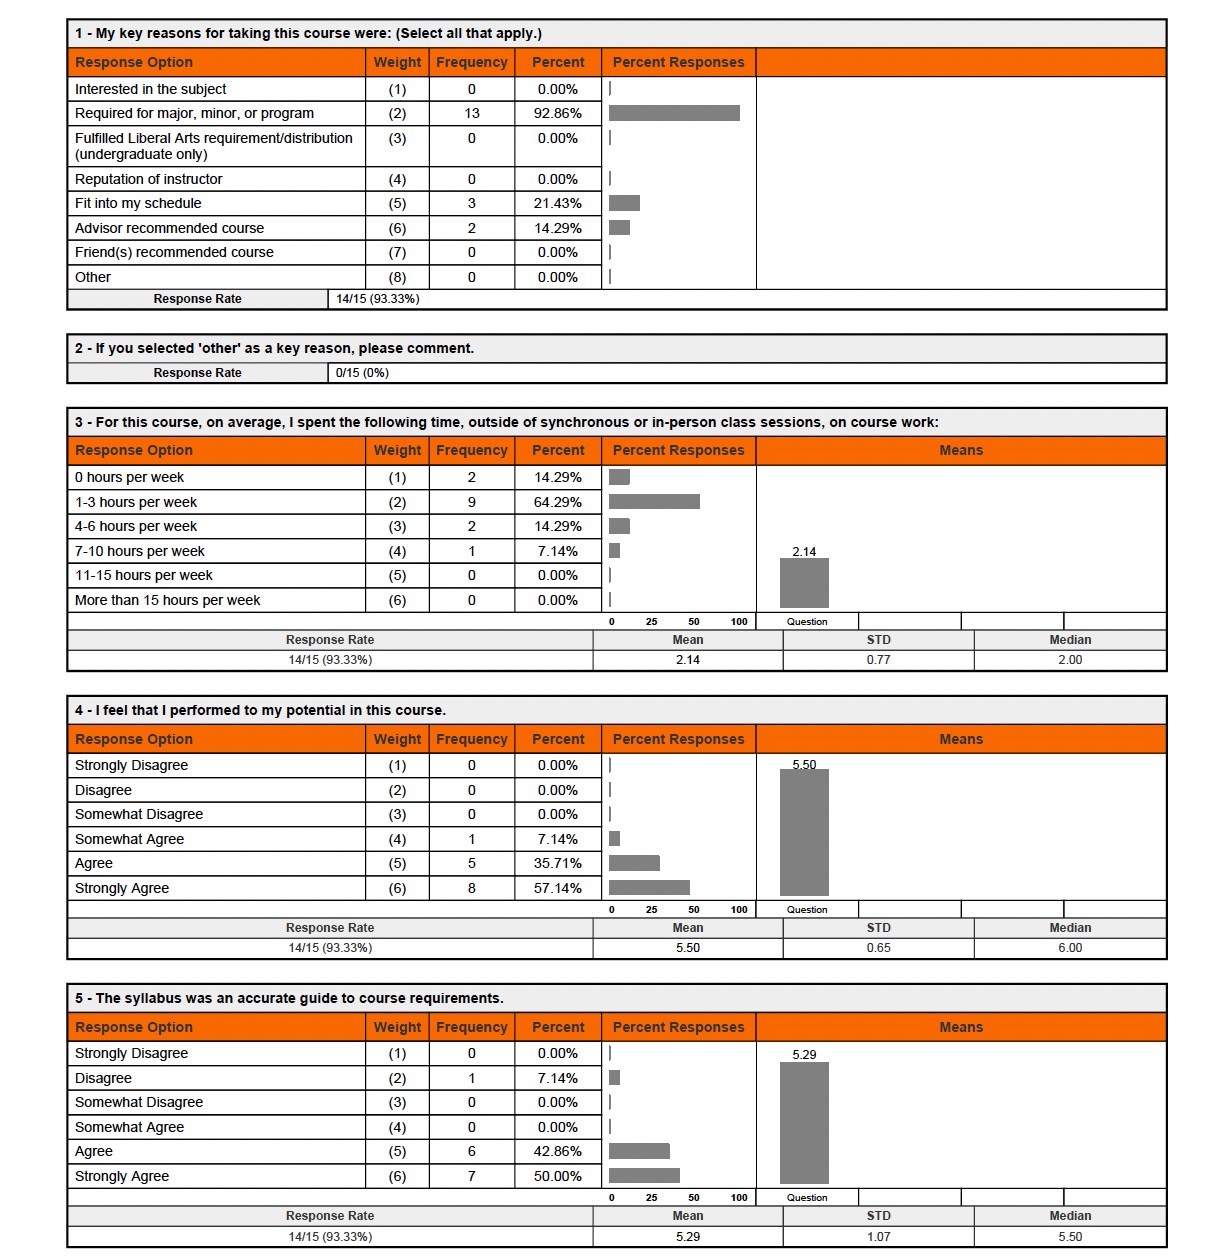 1 - My key reasons for taking this course were: (Select all that apply.)
Response Option Weight Frequency Percent Percent Responses
Interested in the subject (1) 0 0.00%
Required for major, minor, or program (2) 13 92.86%
Fulfilled Liberal Arts requirement/distribution (3) 0 0.00%
(undergraduate only)
Reputation of instructor (4) 0 0.00%
Fit into my schedule (5) 3 21.43%
Advisor recommended course (6) 2 14.29%
Friend(s) recommended course (7) 0 0.00%
Other (8) 0 0.00%
Response Rate 14/15 (93.33%)
2 - If you selected 'other' as a key reason, please comment.
Response Rate 0/15 (0%)
3 - For this course, on average, I spent the following time, outside of synchronous or in-person class sessions, on course work:
Response Option Weight Frequency Percent Percent Responses Means
0 hours per week (1) 2 14.29%
1-3 hours per week (2) 9 64.29%
4-6 hours per week (3) 2 14.29%
7-10 hours per week (4) 1 7.14% 2.14
11-15 hours per week (5) 0 0.00%
More than 15 hours per week (6) 0 0.00%
0 25 50 100 Question
Response Rate Mean STD Median
14/15 (93.33%) 2.14 0.77 2.00
4 - I feel that I performed to my potential in this course.
Response Option Weight Frequency Percent Percent Responses Means
Strongly Disagree (1) 0 0.00% 5.50
Disagree (2) 0 0.00%
Somewhat Disagree (3) 0 0.00%
Somewhat Agree (4) 1 7.14%
Agree (5) 5 35.71%
Strongly Agree (6) 8 57.14%
0 25 50 100 Question
Response Rate Mean STD Median
14/15 (93.33%) 5.50 0.65 6.00
5 - The syllabus was an accurate guide to course requirements.
Response Option Weight Frequency Percent Percent Responses Means
Strongly Disagree (1) 0 0.00% 5.29
Disagree (2) 1 7.14%
Somewhat Disagree (3) 0 0.00%
Somewhat Agree (4) 0 0.00%
Agree (5) 6 42.86%
Strongly Agree (6) 7 50.00%
0 25 50 100 Question
Response Rate Mean STD Median
14/15 (93.33%) 5.29 1.07 5.50